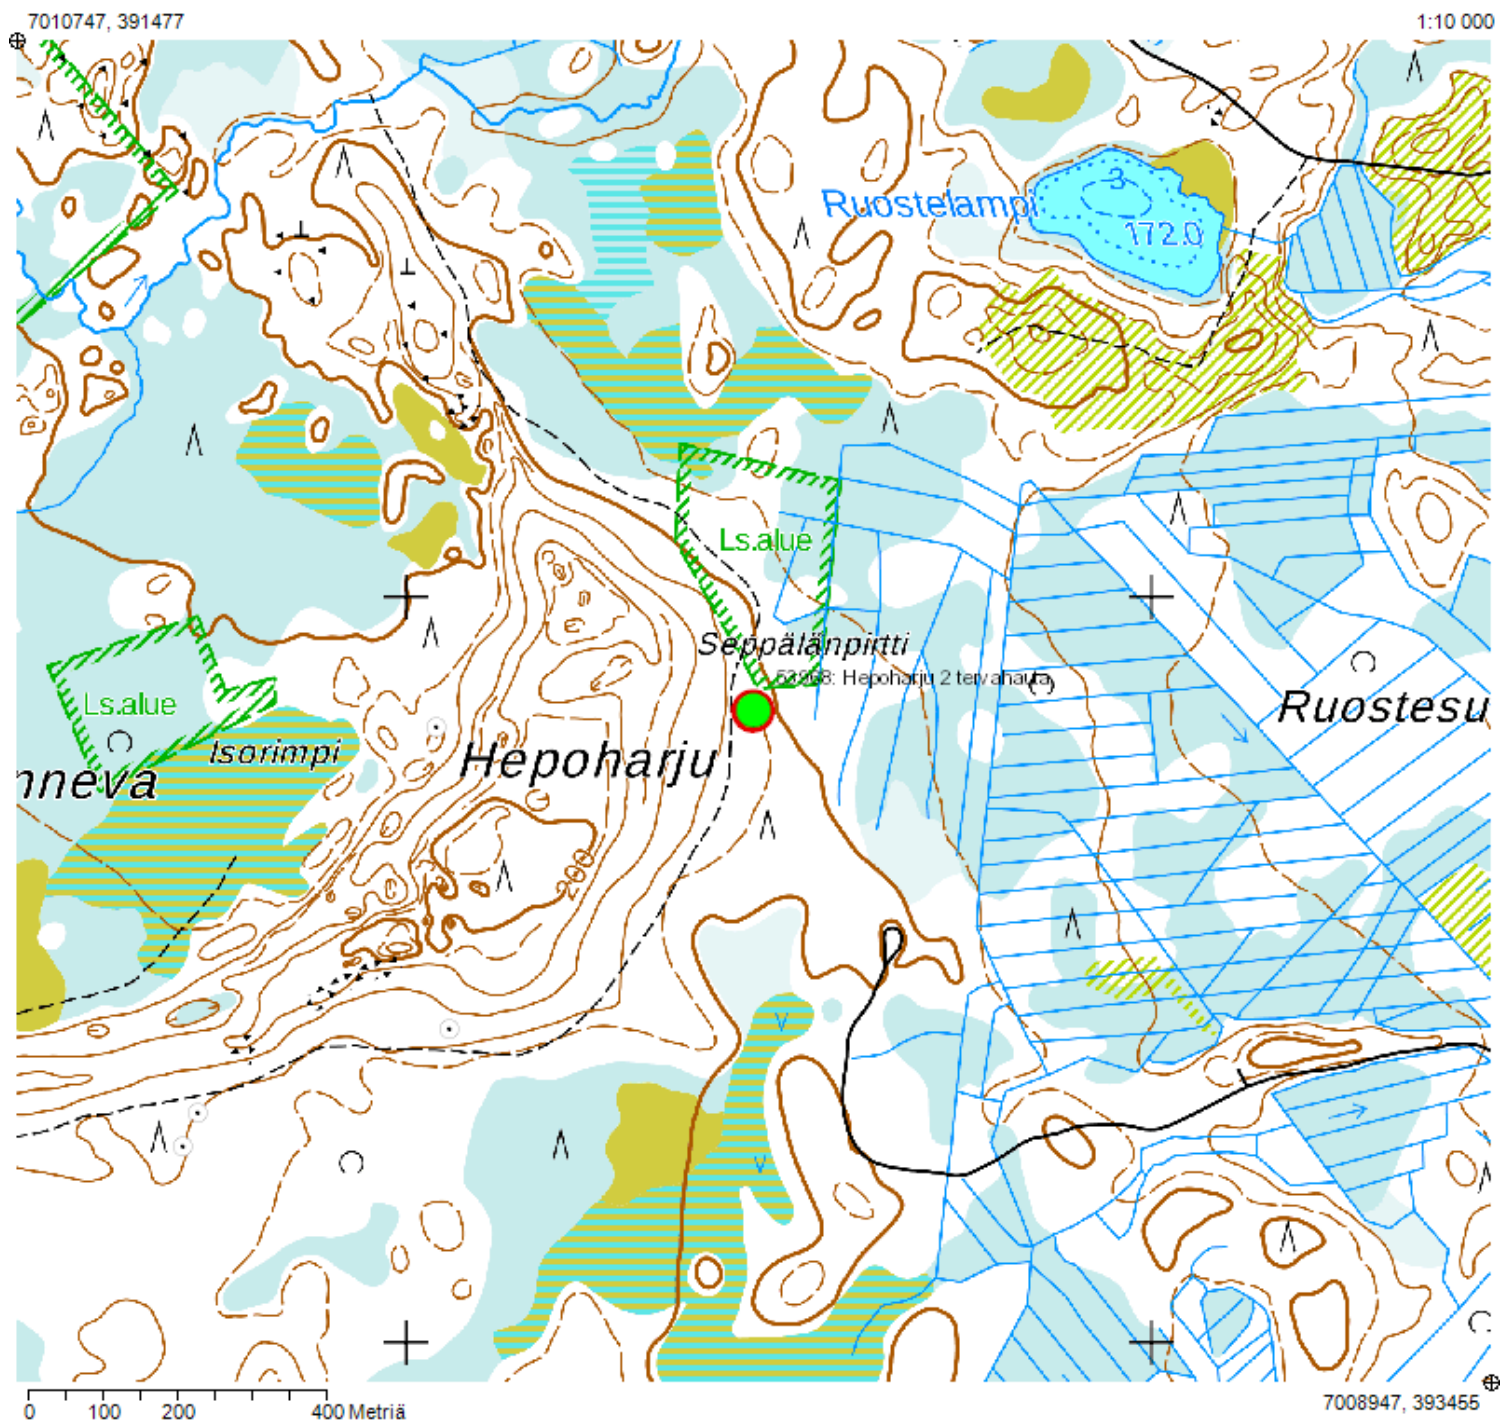 7010747, 391477
1:10 000
Ruostelampi
3
172.0
Ls.alue
Seppälänpirtti
53968: Hepoharju 2 tervahauta
Ls.alue
Isorimpi
Ruostesu
Hepoharju
nneva
200
0 100 200 400 Metriä
7008947, 393455